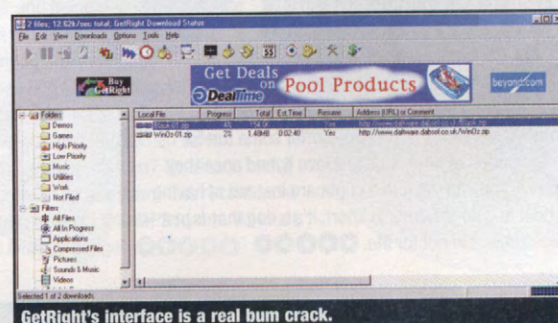 2 files; 12.62k/sec total; GetRight Download Status
File Edit View Downloads Options Tools Help
Buy GetRight
Get Deals on
DealTime
Pool Products
beyond.com
Local File Progress Total Est.Time Resume Address (URL) or Comment
Folders
Demos
Games
High Priority
Low Priority
Music
Utilities
Work
Not Filed
Filters
All Files
All In Progress
Applications
Compressed Files
Pictures
Sounds & Music
Videos
WinOz-01.zip 2% 1.48MB 0:02:40 Yes
Selected 1 of 2 downloads.
GetRight's interface is a real bum crack.